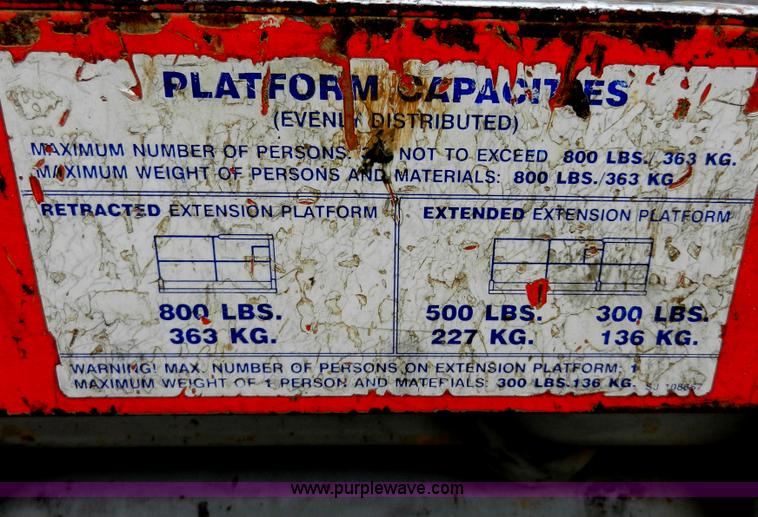 PLATFORM CAPACITIES
(EVENLY DISTRIBUTED)
MAXIMUM NUMBER OF PERSONS: NOT TO EXCEED 800 LBS./ 363 KG.
MAXIMUM WEIGHT OF PERSONS AND MATERIALS: 800 LBS./363 KG.
RETRACTED EXTENSION PLATFORM
800 LBS.
363 KG.
EXTENDED EXTENSION PLATFORM
500 LBS. 300 LBS.
227 KG. 136 KG.
WARNING! MAX. NUMBER OF PERSONS ON EXTENSION PLATFORM: 1
MAXIMUM WEIGHT OF 1 PERSON AND MATERIALS: 300 LBS.136 KG.
www.purplewave.com